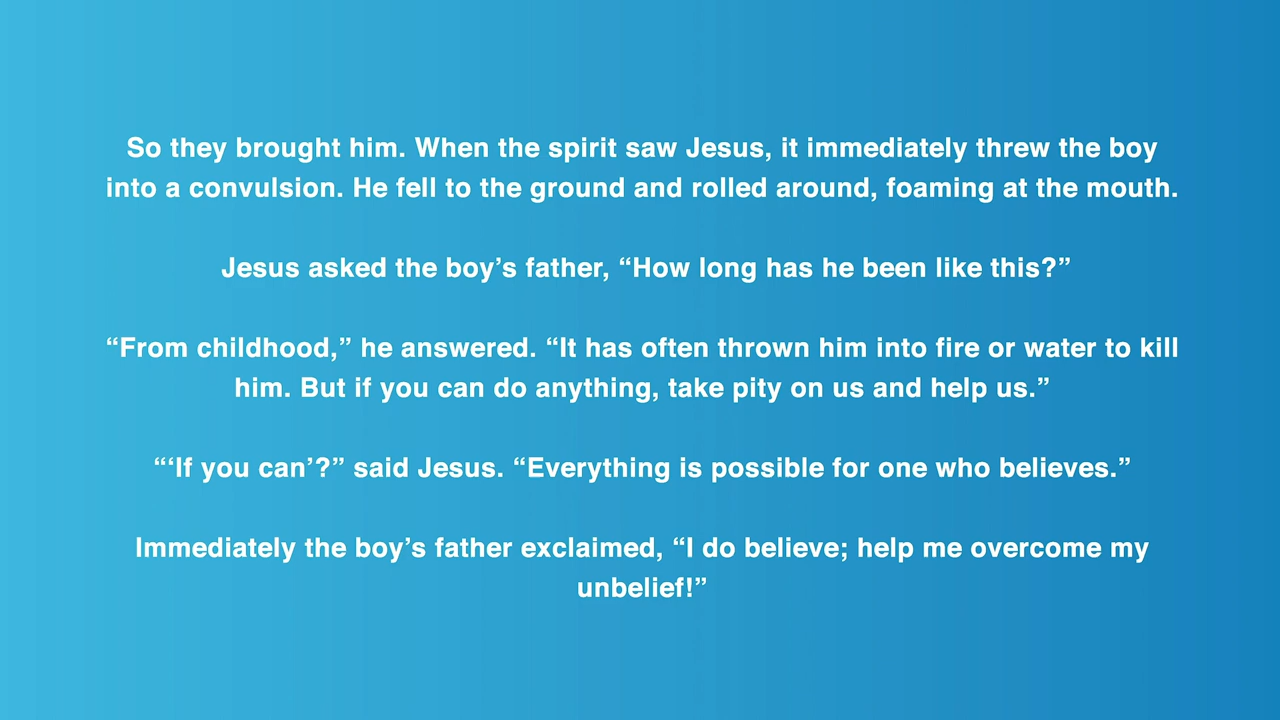 So they brought him. When the spirit saw Jesus, it immediately threw the boy
into a convulsion. He fell to the ground and rolled around, foaming at the mouth.
Jesus asked the boy’s father, “How long has he been like this?”
“From childhood,” he answered. “It has often thrown him into fire or water to kill
him. But if you can do anything, take pity on us and help us.”
“‘If you can’?” said Jesus. “Everything is possible for one who believes.”
Immediately the boy’s father exclaimed, “I do believe; help me overcome my
unbelief!”